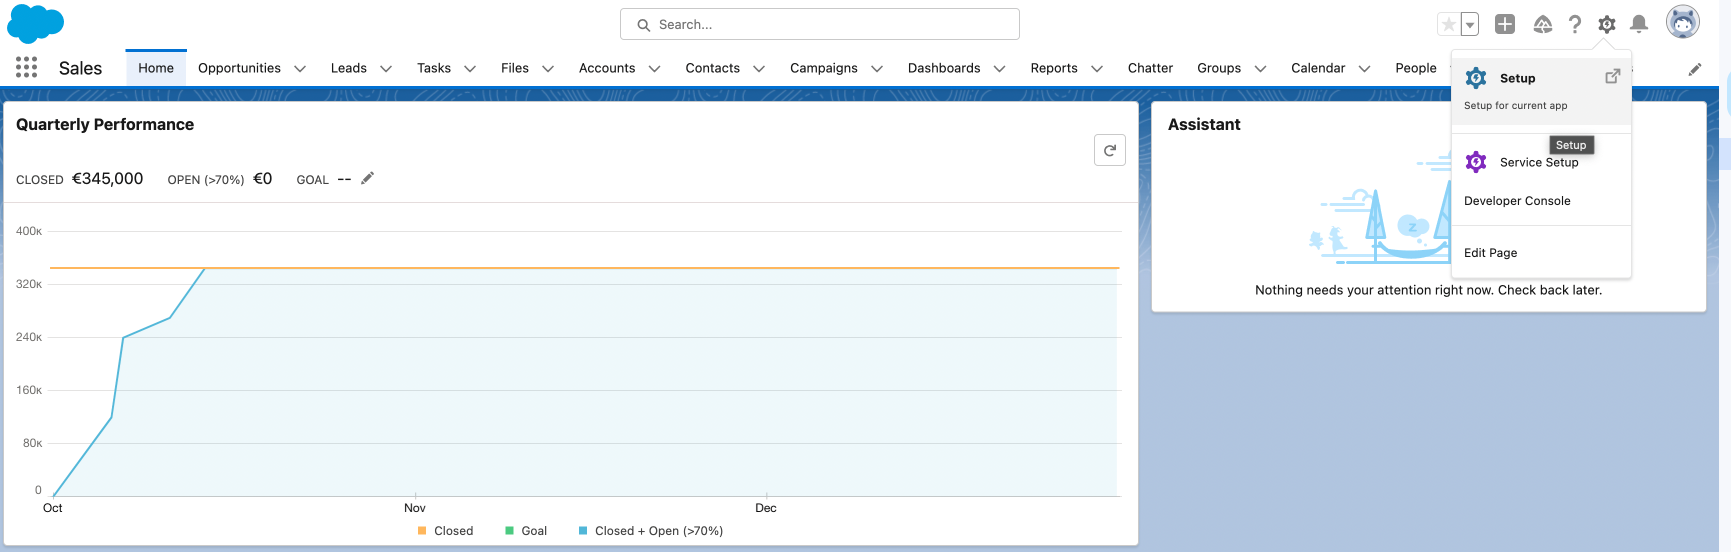 Search...
Sales
Home
Opportunities
Leads
Tasks
Files
Accounts
Contacts
Campaigns
Dashboards
Reports
Chatter
Groups
Calendar
People
Setup
Setup for current app
Setup
Service Setup
Developer Console
Edit Page
Quarterly Performance
CLOSED €345,000 OPEN (>70%) €0 GOAL --
400K
320K
240K
160K
80K
0
Oct Nov Dec
Closed Goal Closed + Open (>70%)
Assistant
z
Nothing needs your attention right now. Check back later.